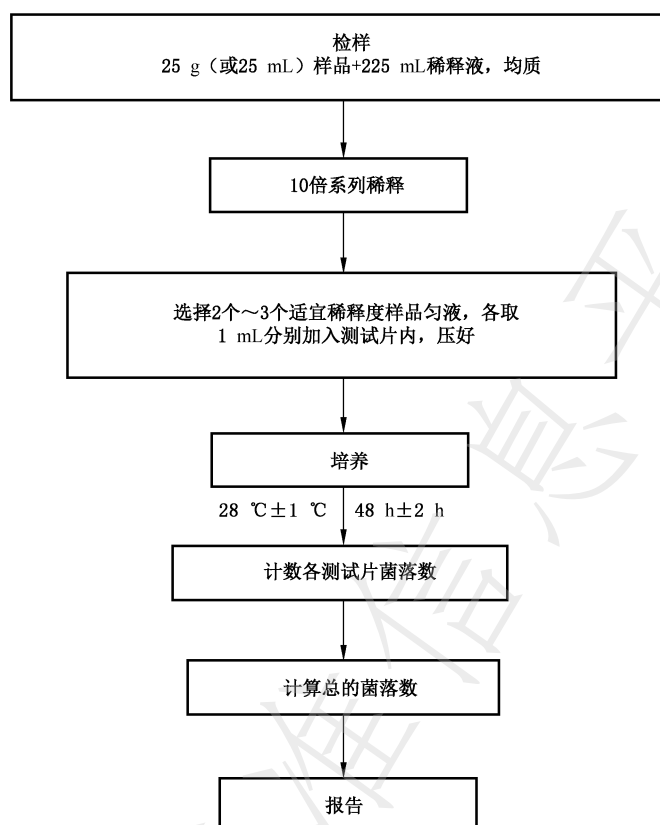 检样
25 g（或25 mL）样品+225 mL稀释液，均质
10倍系列稀释
选择2个～3个适宜稀释度样品匀液，各取
1 mL分别加入测试片内，压好
培养
28 ℃±1 ℃ 48 h±2 h
计数各测试片菌落数
计算总的菌落数
报告
准信息平